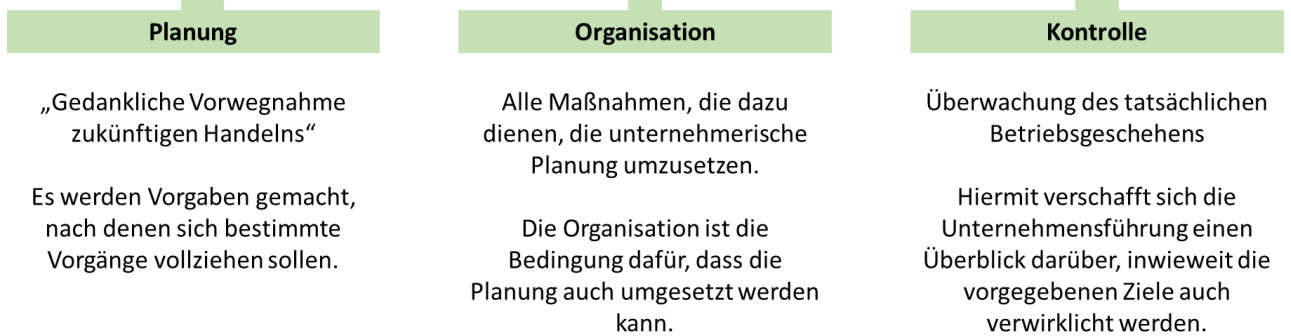 Planung
„Gedankliche Vorwegnahme
zukünftigen Handelns“
Es werden Vorgaben gemacht,
nach denen sich bestimmte
Vorgänge vollziehen sollen.
Organisation
Alle Maßnahmen, die dazu
dienen, die unternehmerische
Planung umzusetzen.
Die Organisation ist die
Bedingung dafür, dass die
Planung auch umgesetzt werden
kann.
Kontrolle
Überwachung des tatsächlichen
Betriebsgeschehens
Hiermit verschafft sich die
Unternehmensführung einen
Überblick darüber, inwieweit die
vorgegebenen Ziele auch
verwirklicht werden.